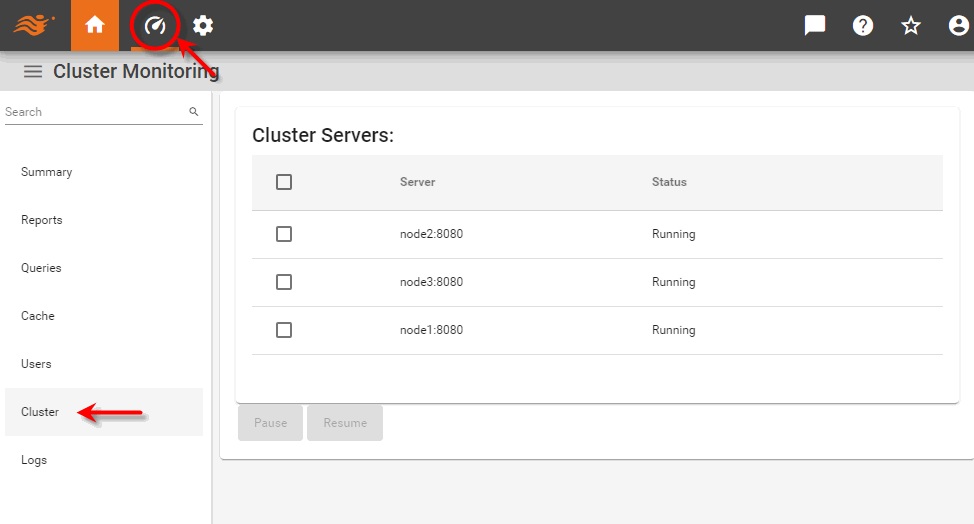 Cluster Monitoring
Search
Summary
Reports
Queries
Cache
Users
Cluster
Logs
Cluster Servers:
Server Status
node2:8080 Running
node3:8080 Running
node1:8080 Running
Pause Resume